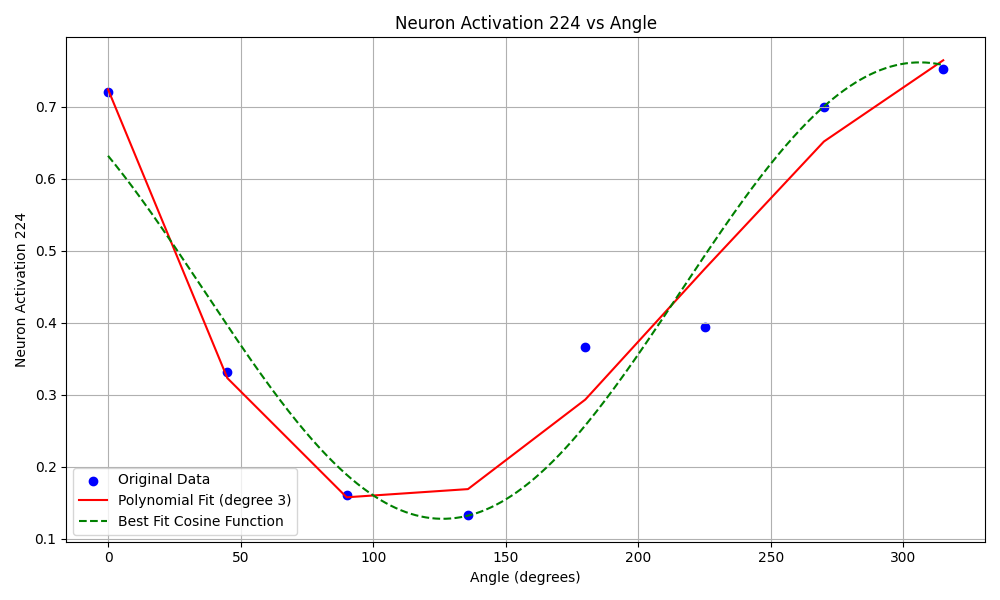 Neuron Activation 224 vs Angle
Neuron Activation 224
0.7
0.6
0.5
0.4
0.3
0.2
0.1
Original Data
Polynomial Fit (degree 3)
Best Fit Cosine Function
0 50 100 150 200 250 300
Angle (degrees)